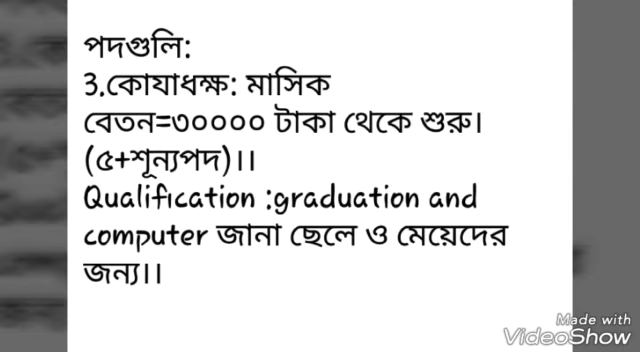 পদগুলি:
3.কোযাধক্ষ: মাসিক
বেতন=৩০০০০ টাকা থেকে শুরু।
(৫+শূন্যপদ)।।
Qualification :graduation and
computer জানা ছেলে ও মেয়েদের
জন্য।।
Made with
VideoShow